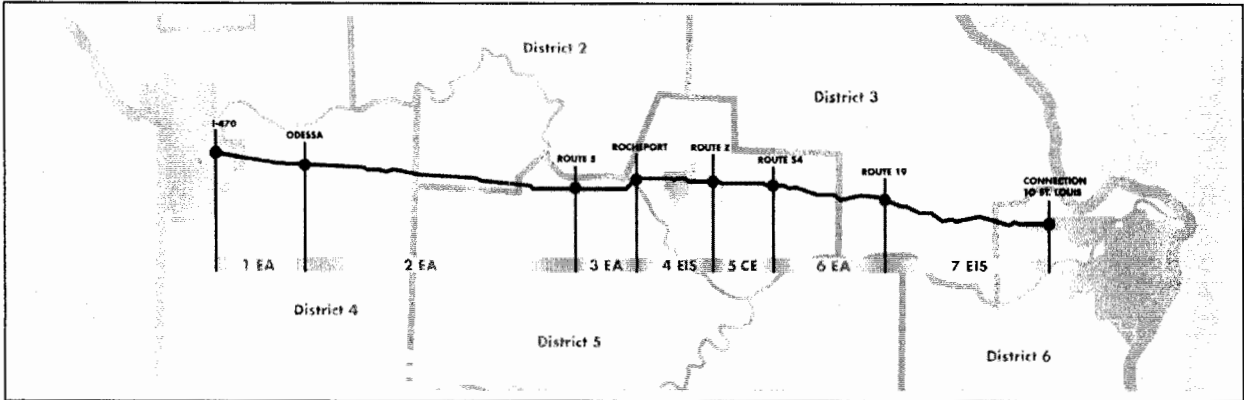 District 2
District 3
I-470
ODESSA
ROUTE 5
ROCHEPORT
ROUTE Z
ROUTE 54
ROUTE 19
CONNECTION
TO ST. LOUIS
1 EA
2 EA
3 EA
4 EIS
5 CE
6 EA
7 EIS
District 4
District 5
District 6